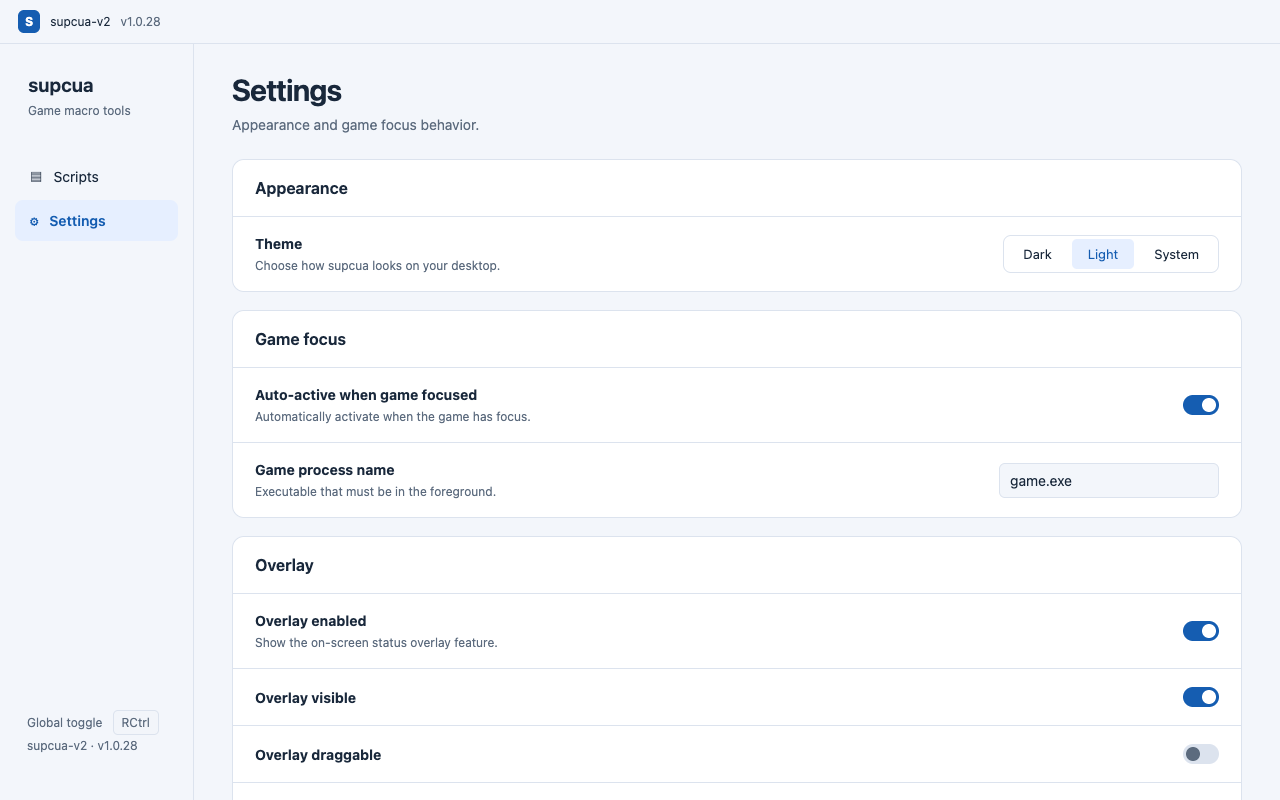 S supcua-v2 v1.0.28
supcua
Game macro tools
Scripts
Settings
Global toggle RCtrl
supcua-v2 · v1.0.28
Settings
Appearance and game focus behavior.
Appearance
Theme
Choose how supcua looks on your desktop.
Dark Light System
Game focus
Auto-active when game focused
Automatically activate when the game has focus.
Game process name
Executable that must be in the foreground.
game.exe
Overlay
Overlay enabled
Show the on-screen status overlay feature.
Overlay visible
Overlay draggable